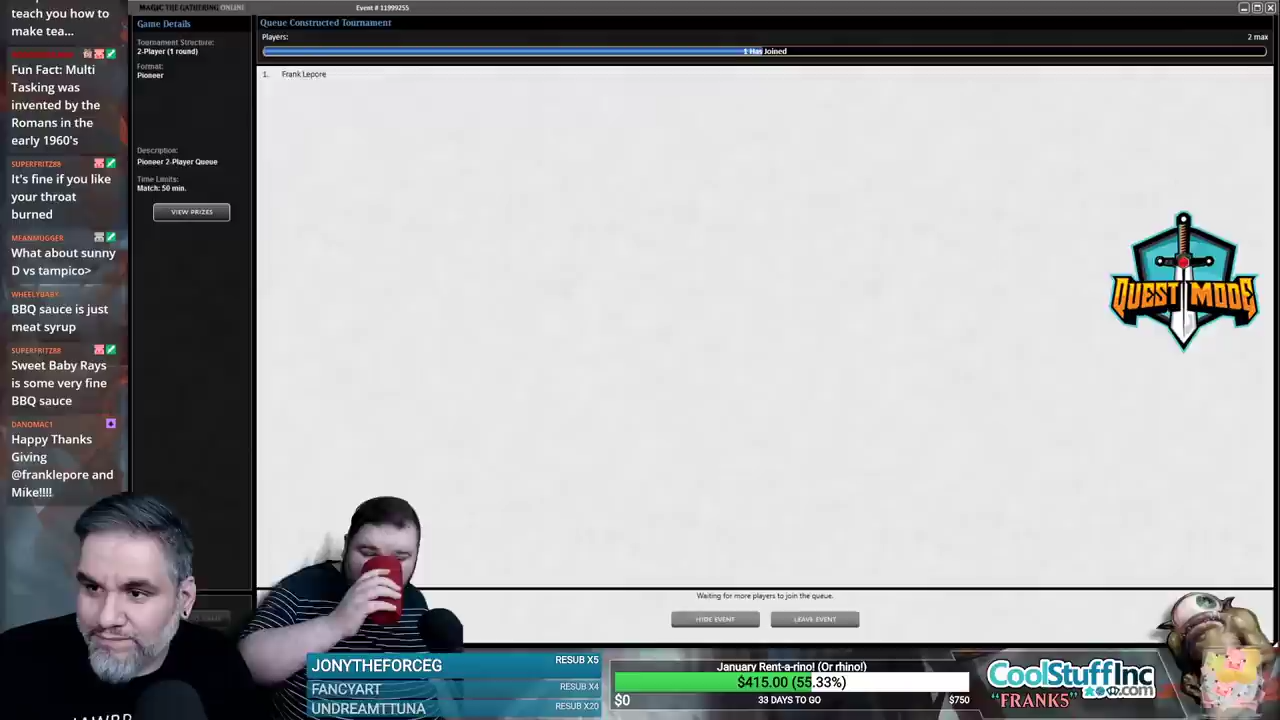 teach you how to
make tea...
Fun Fact: Multi
Tasking was
invented by the
Romans in the
early 1960's
SUPERFRITZ88
It's fine if you like
your throat
burned
MEANMUGGER
What about sunny
D vs tampico>
WHEELYBABY
BBQ sauce is just
meat syrup
SUPERFRITZ88
Sweet Baby Rays
is some very fine
BBQ sauce
DANOMAC1
Happy Thanks
Giving
@franklepore and
Mike!!!!
MAGIC THE GATHERING ONLINE
Event # 11999255
Game Details
Tournament Structure:
2-Player (1 round)
Format:
Pioneer
Description:
Pioneer 2-Player Queue
Time Limits:
Match: 50 min.
VIEW PRIZES
Queue Constructed Tournament
Players:
2 max
1 Has Joined
1. FrankLepore
QUEST MODE
Waiting for more players to join the queue.
HIDE EVENT
LEAVE EVENT
JONYTHEFORCEG RESUB X5
FANCYART RESUB X4
UNDREAMTTUNA RESUB X20
January Rent-a-rino! (Or rhino!)
$415.00 (55.33%)
$0 33 DAYS TO GO $750
CoolStuffInc
.com
"FRANK5"